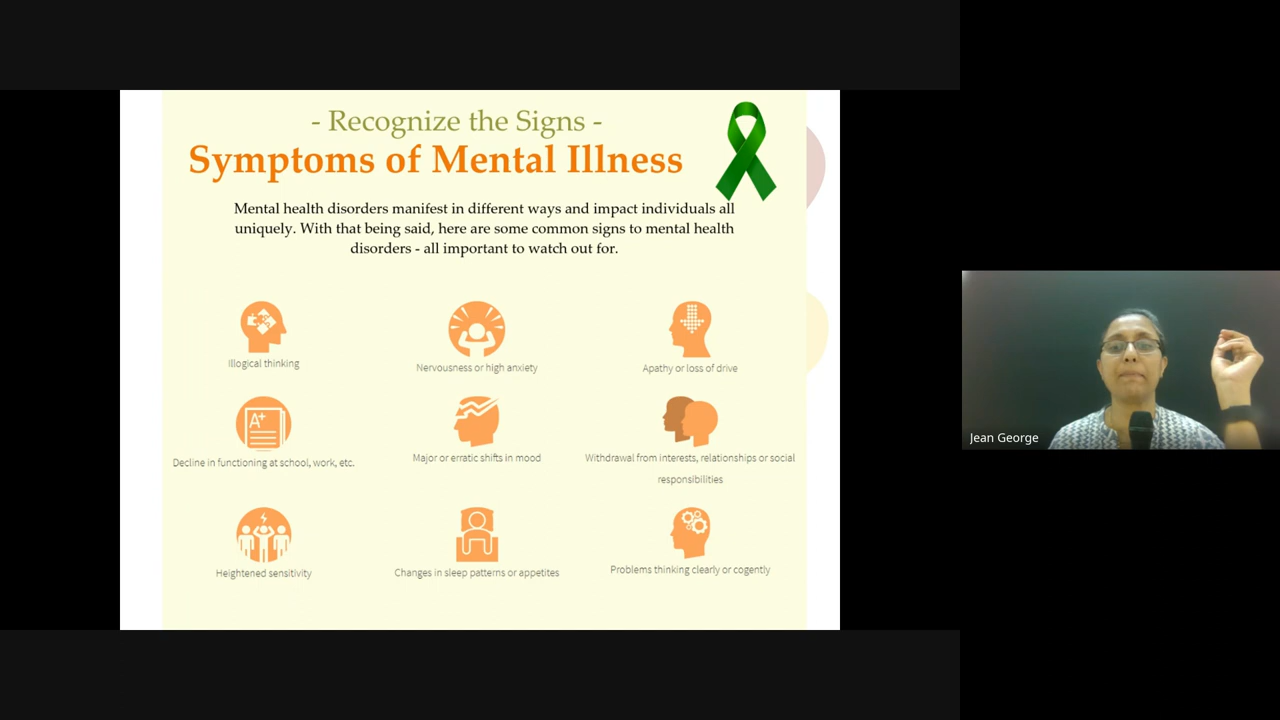 - Recognize the Signs -
Symptoms of Mental Illness
Mental health disorders manifest in different ways and impact individuals all
uniquely. With that being said, here are some common signs to mental health
disorders - all important to watch out for.
Illogical thinking
Nervousness or high anxiety
Apathy or loss of drive
A+
Decline in functioning at school, work, etc.
Major or erratic shifts in mood
Withdrawal from interests, relationships or social
responsibilities
Heightened sensitivity
Changes in sleep patterns or appetites
Problems thinking clearly or cogently
Jean George